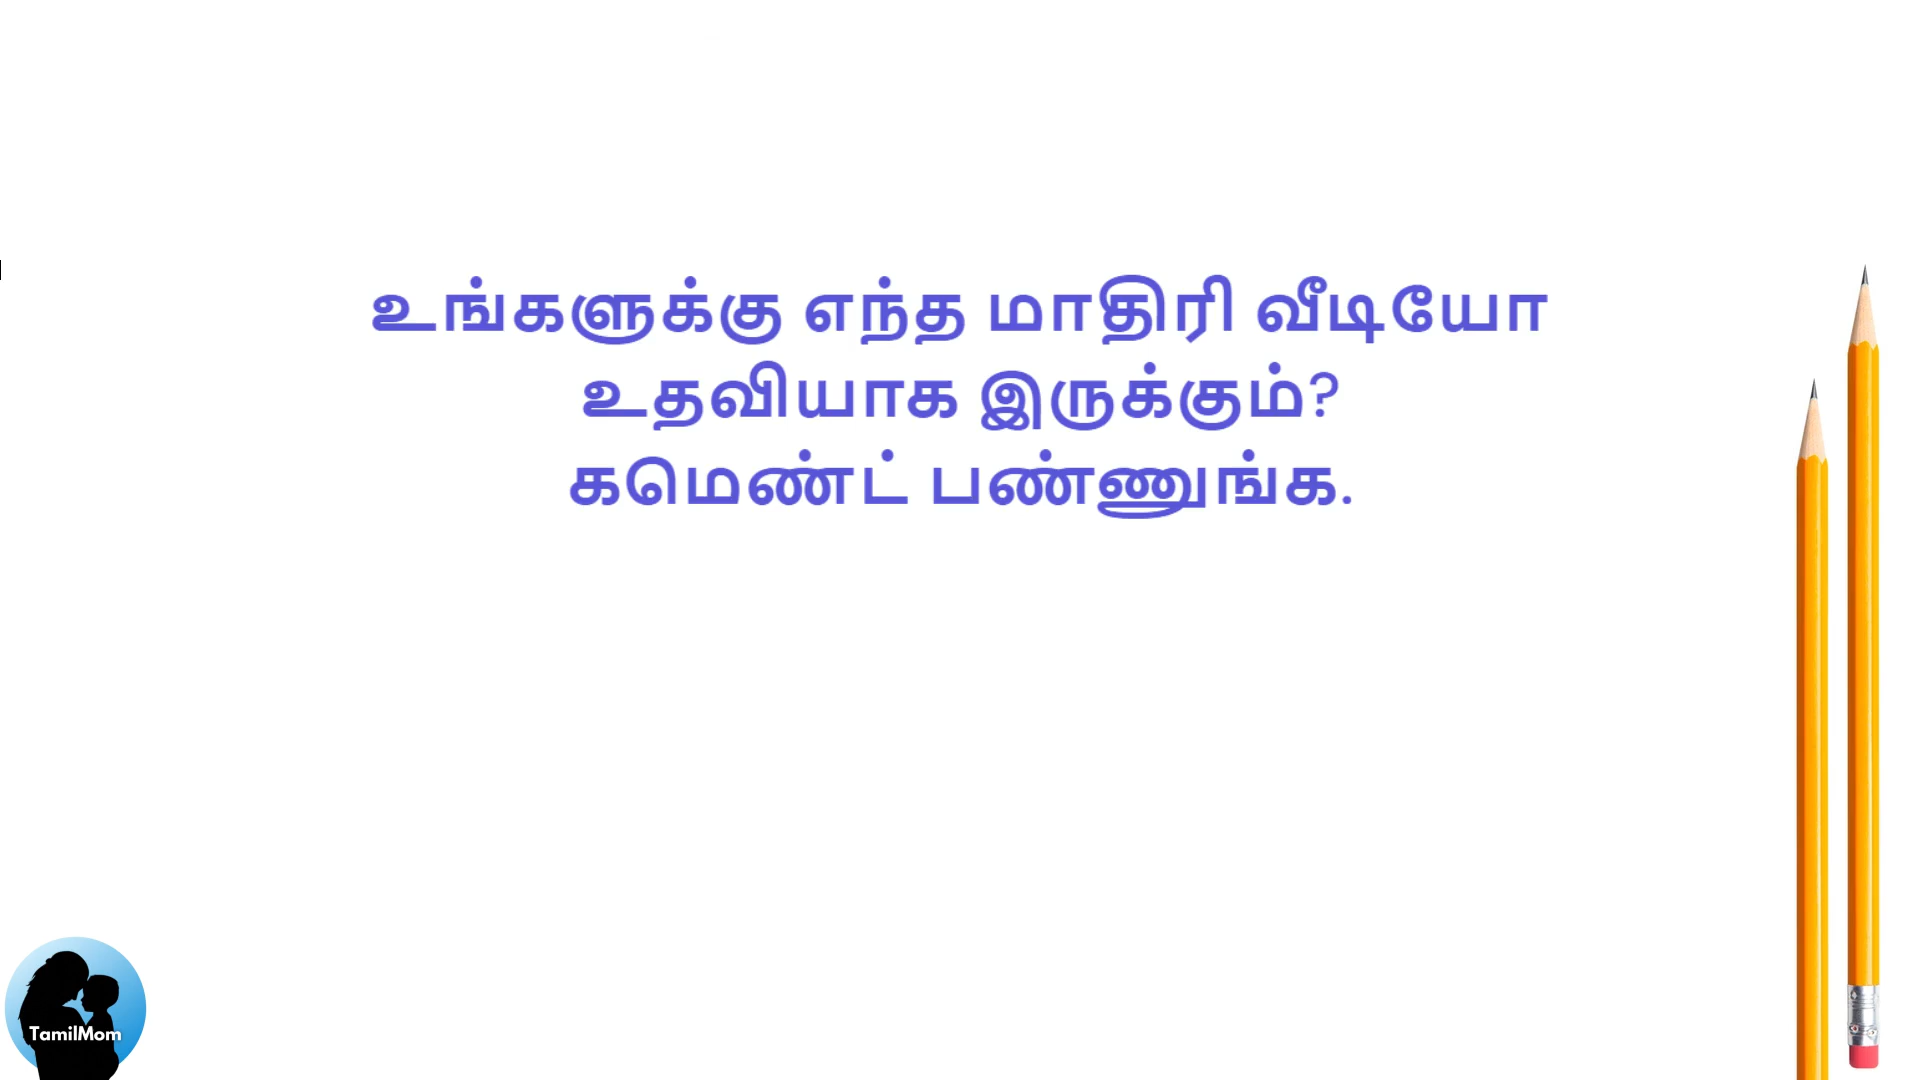 உங்களுக்கு எந்த மாதிரி வீடியோ
உதவியாக இருக்கும்?
கமெண்ட் பண்ணுங்க.
TamilMom